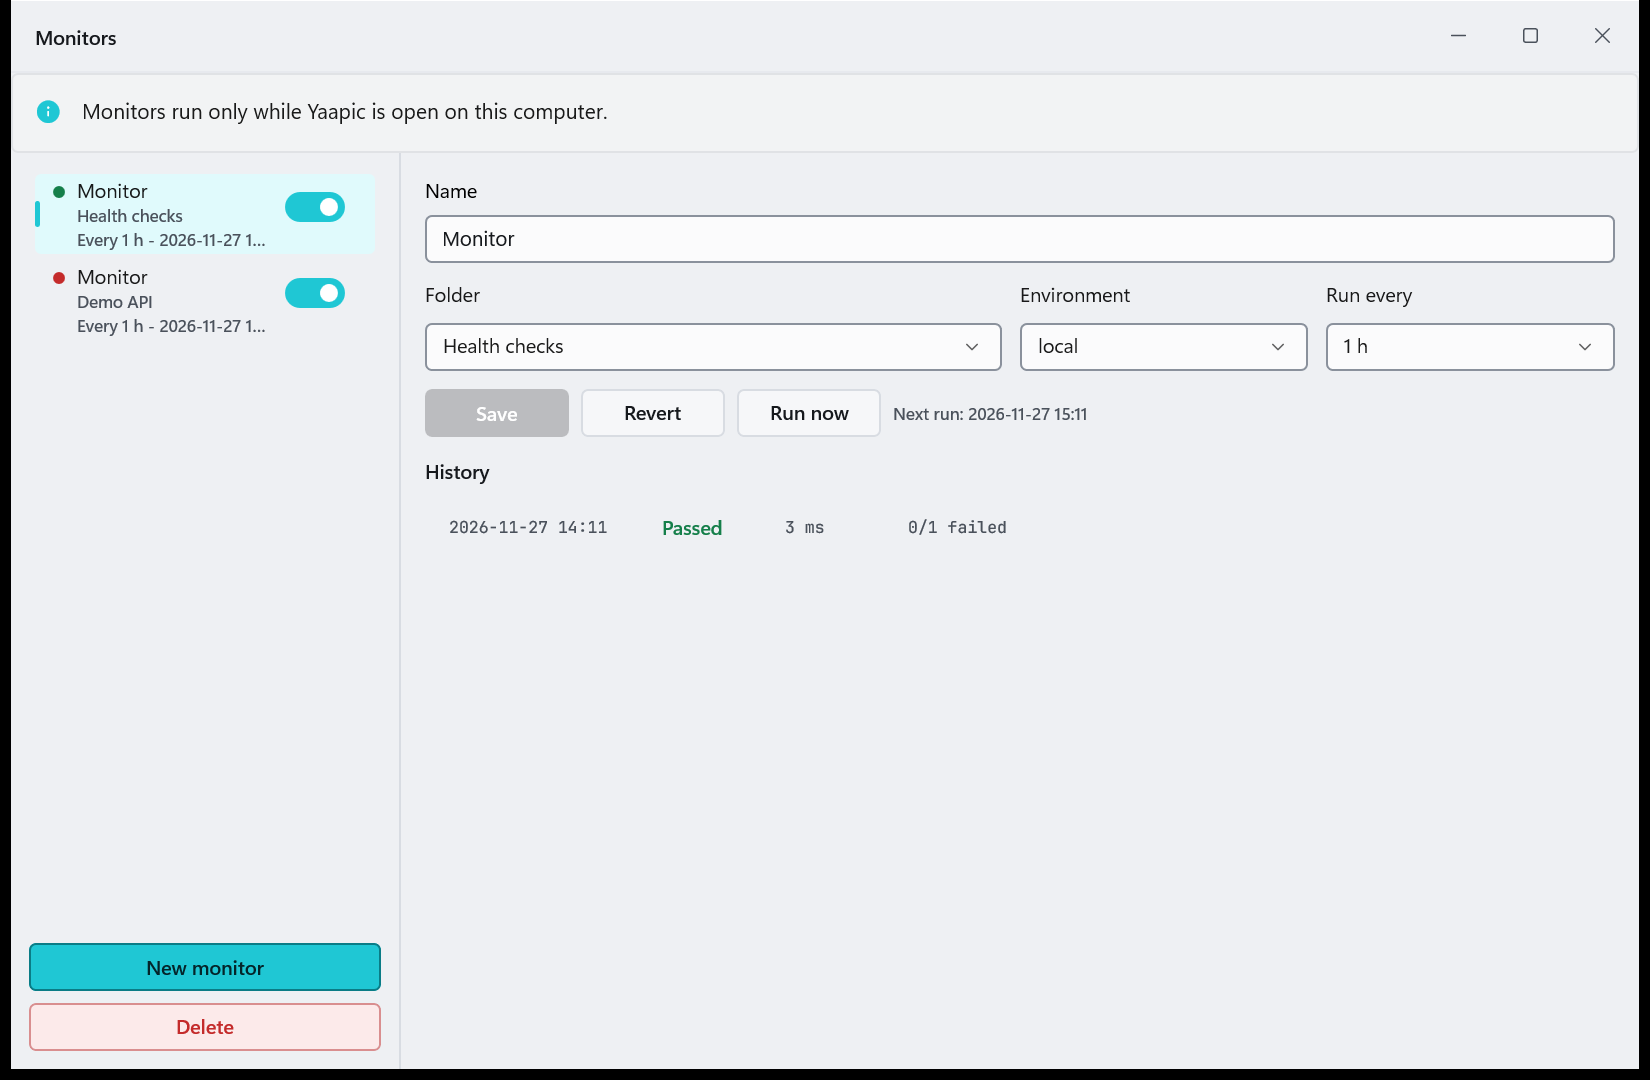 Monitors
Monitors run only while Yaapic is open on this computer.
Monitor
Health checks
Every 1 h - 2026-11-27 1...
Monitor
Demo API
Every 1 h - 2026-11-27 1...
New monitor
Delete
Name
Monitor
Folder
Environment
Run every
Health checks
local
1 h
Save
Revert
Run now
Next run: 2026-11-27 15:11
History
2026-11-27 14:11
Passed
3 ms
0/1 failed